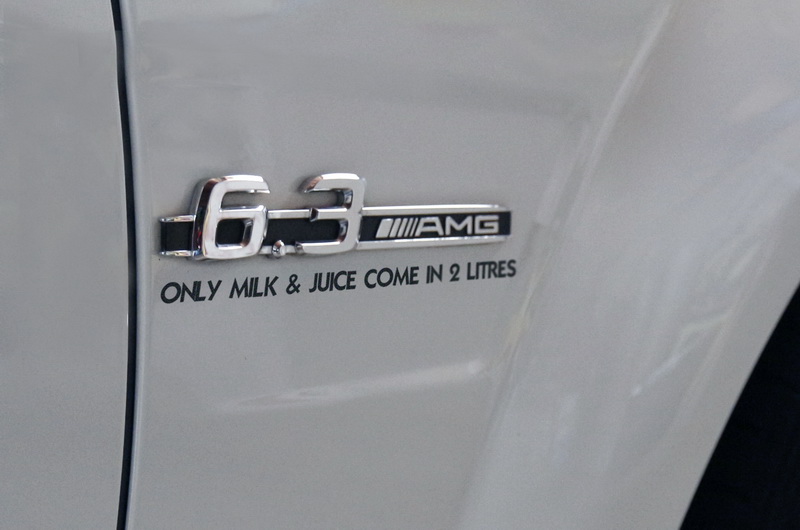 6.3 AMG
ONLY MILK & JUICE COME IN 2 LITRES